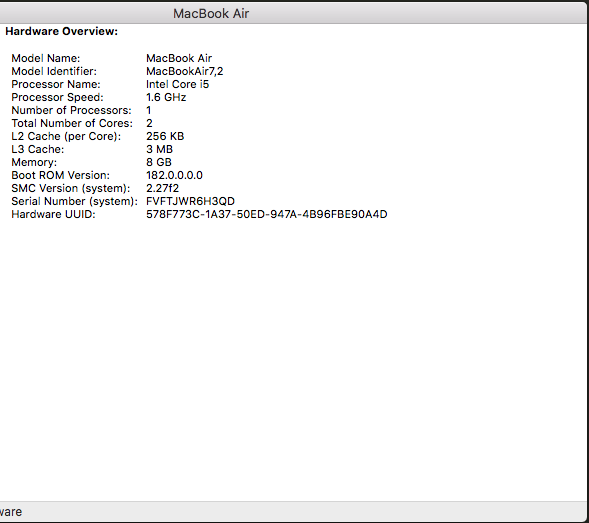 MacBook Air
Hardware Overview:
Model Name: MacBook Air
Model Identifier: MacBookAir7,2
Processor Name: Intel Core i5
Processor Speed: 1.6 GHz
Number of Processors: 1
Total Number of Cores: 2
L2 Cache (per Core): 256 KB
L3 Cache: 3 MB
Memory: 8 GB
Boot ROM Version: 182.0.0.0.0
SMC Version (system): 2.27f2
Serial Number (system): FVFTJWR6H3QD
Hardware UUID: 578F773C-1A37-50ED-947A-4B96FBE90A4D
ware